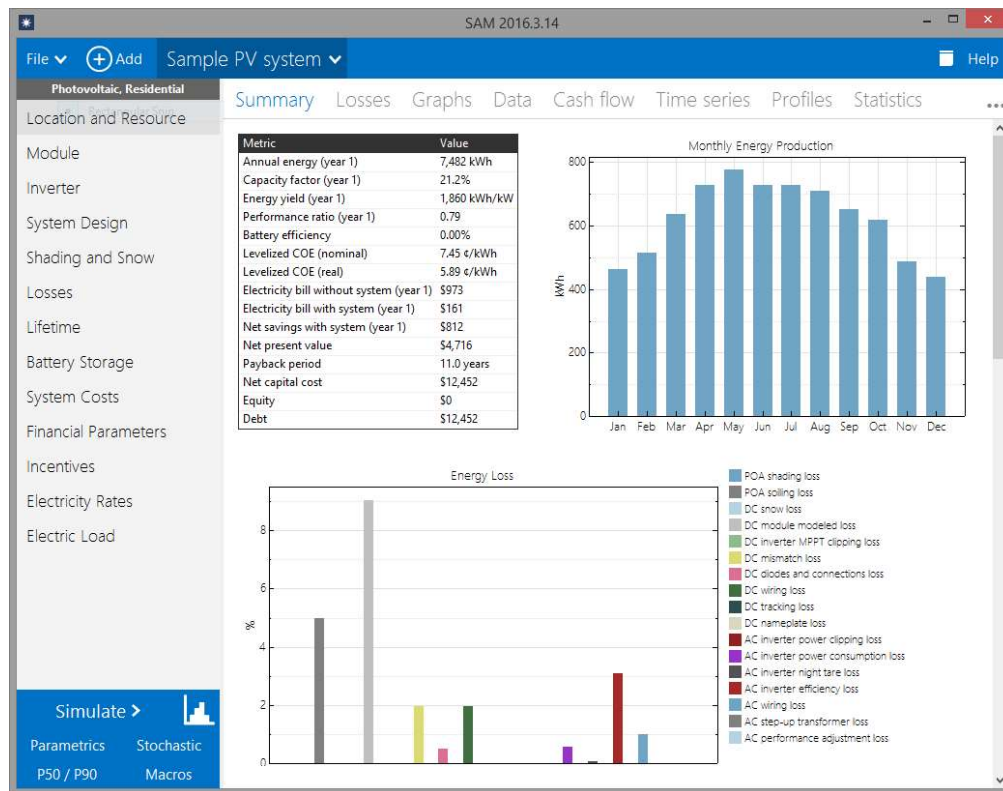 SAM 2016.3.14
File Add Sample PV system Help
Photovoltaic, Residential
Location and Resource
Module
Inverter
System Design
Shading and Snow
Losses
Lifetime
Battery Storage
System Costs
Financial Parameters
Incentives
Electricity Rates
Electric Load
Simulate >
Parametrics Stochastic
P50 / P90 Macros
Summary Losses Graphs Data Cash flow Time series Profiles Statistics ...
Metric Value
Annual energy (year 1) 7,482 kWh
Capacity factor (year 1) 21.2%
Energy yield (year 1) 1,860 kWh/kW
Performance ratio (year 1) 0.79
Battery efficiency 0.00%
Levelized COE (nominal) 7.45 ¢/kWh
Levelized COE (real) 5.89 ¢/kWh
Electricity bill without system (year 1) $973
Electricity bill with system (year 1) $161
Net savings with system (year 1) $812
Net present value $4,716
Payback period 11.0 years
Net capital cost $12,452
Equity $0
Debt $12,452
Monthly Energy Production
800
600
400
200
0
kWh
Jan Feb Mar Apr May Jun Jul Aug Sep Oct Nov Dec
Energy Loss
8
6
4
2
0
%
POA shading loss
POA soiling loss
DC snow loss
DC module modeled loss
DC inverter MPPT clipping loss
DC mismatch loss
DC diodes and connections loss
DC wiring loss
DC tracking loss
DC nameplate loss
AC inverter power clipping loss
AC inverter power consumption loss
AC inverter night tare loss
AC inverter efficiency loss
AC wiring loss
AC step-up transformer loss
AC performance adjustment loss